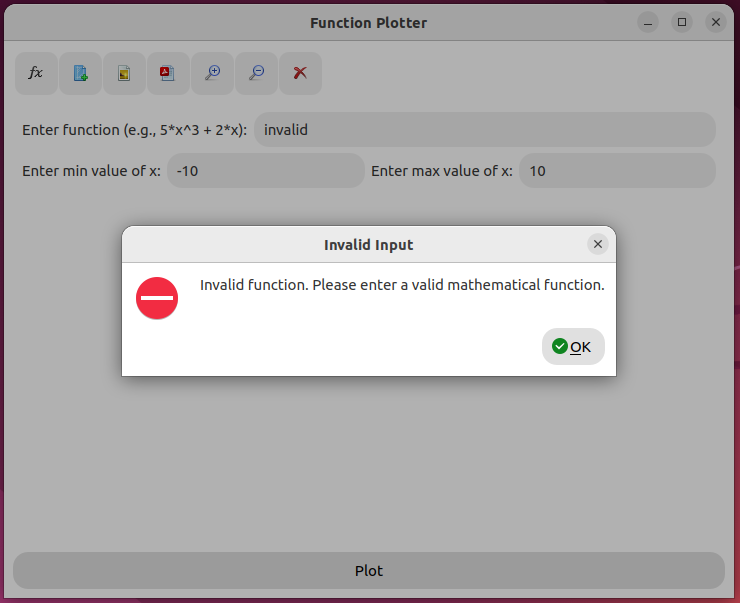 Function Plotter
fx
Enter function (e.g., 5*x^3 + 2*x): invalid
Enter min value of x: -10 Enter max value of x: 10
Invalid Input
Invalid function. Please enter a valid mathematical function.
OK
Plot